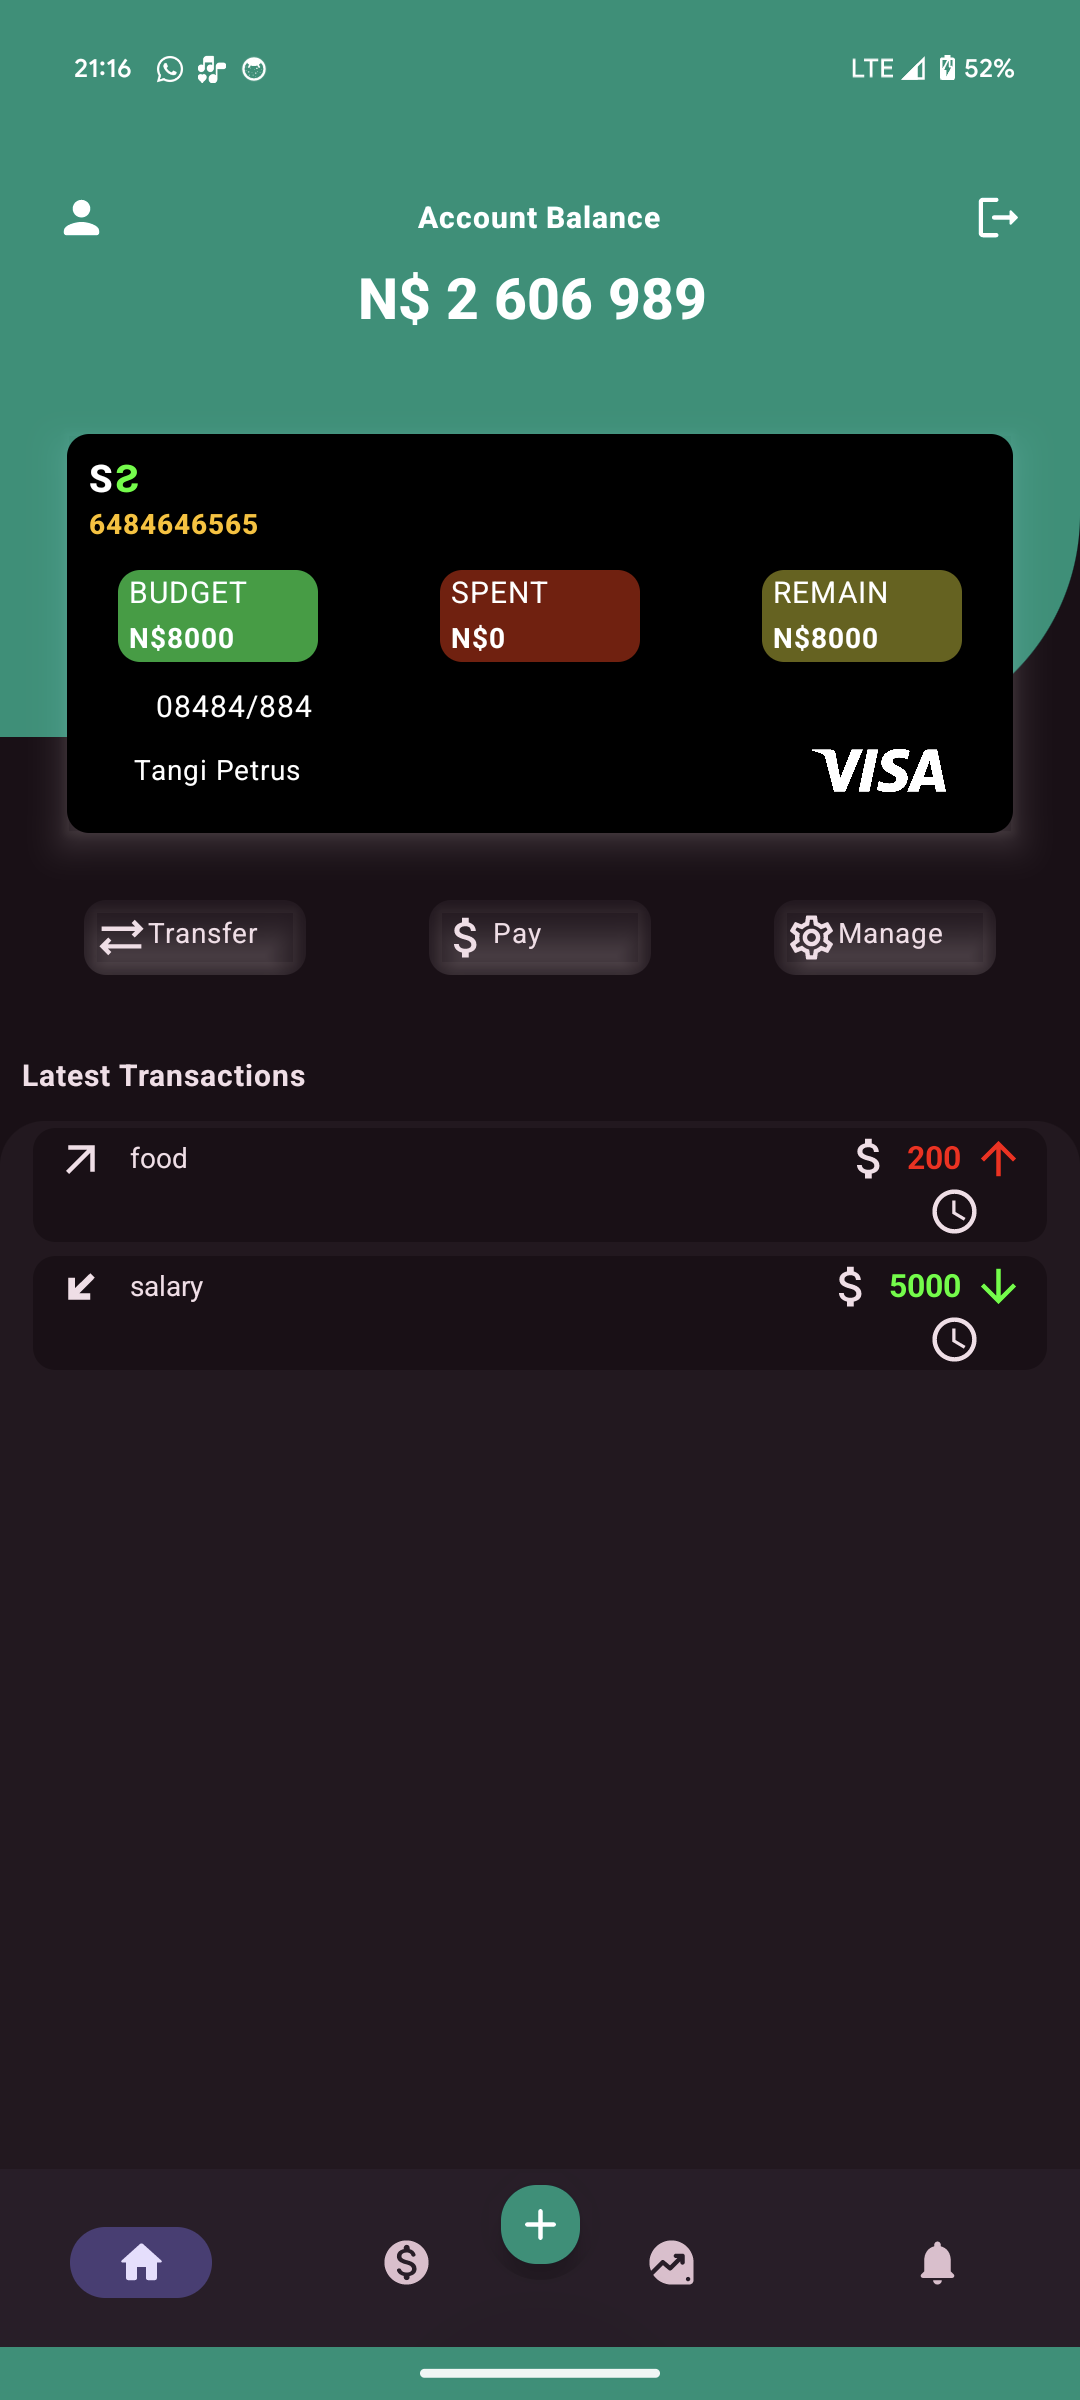 21:16 LTE 52%
Account Balance
N$ 2 606 989
SS
6484646565
BUDGET SPENT REMAIN
N$8000 N$0 N$8000
08484/884
Tangi Petrus
VISA
Transfer $ Pay Manage
Latest Transactions
food $ 200
salary $ 5000